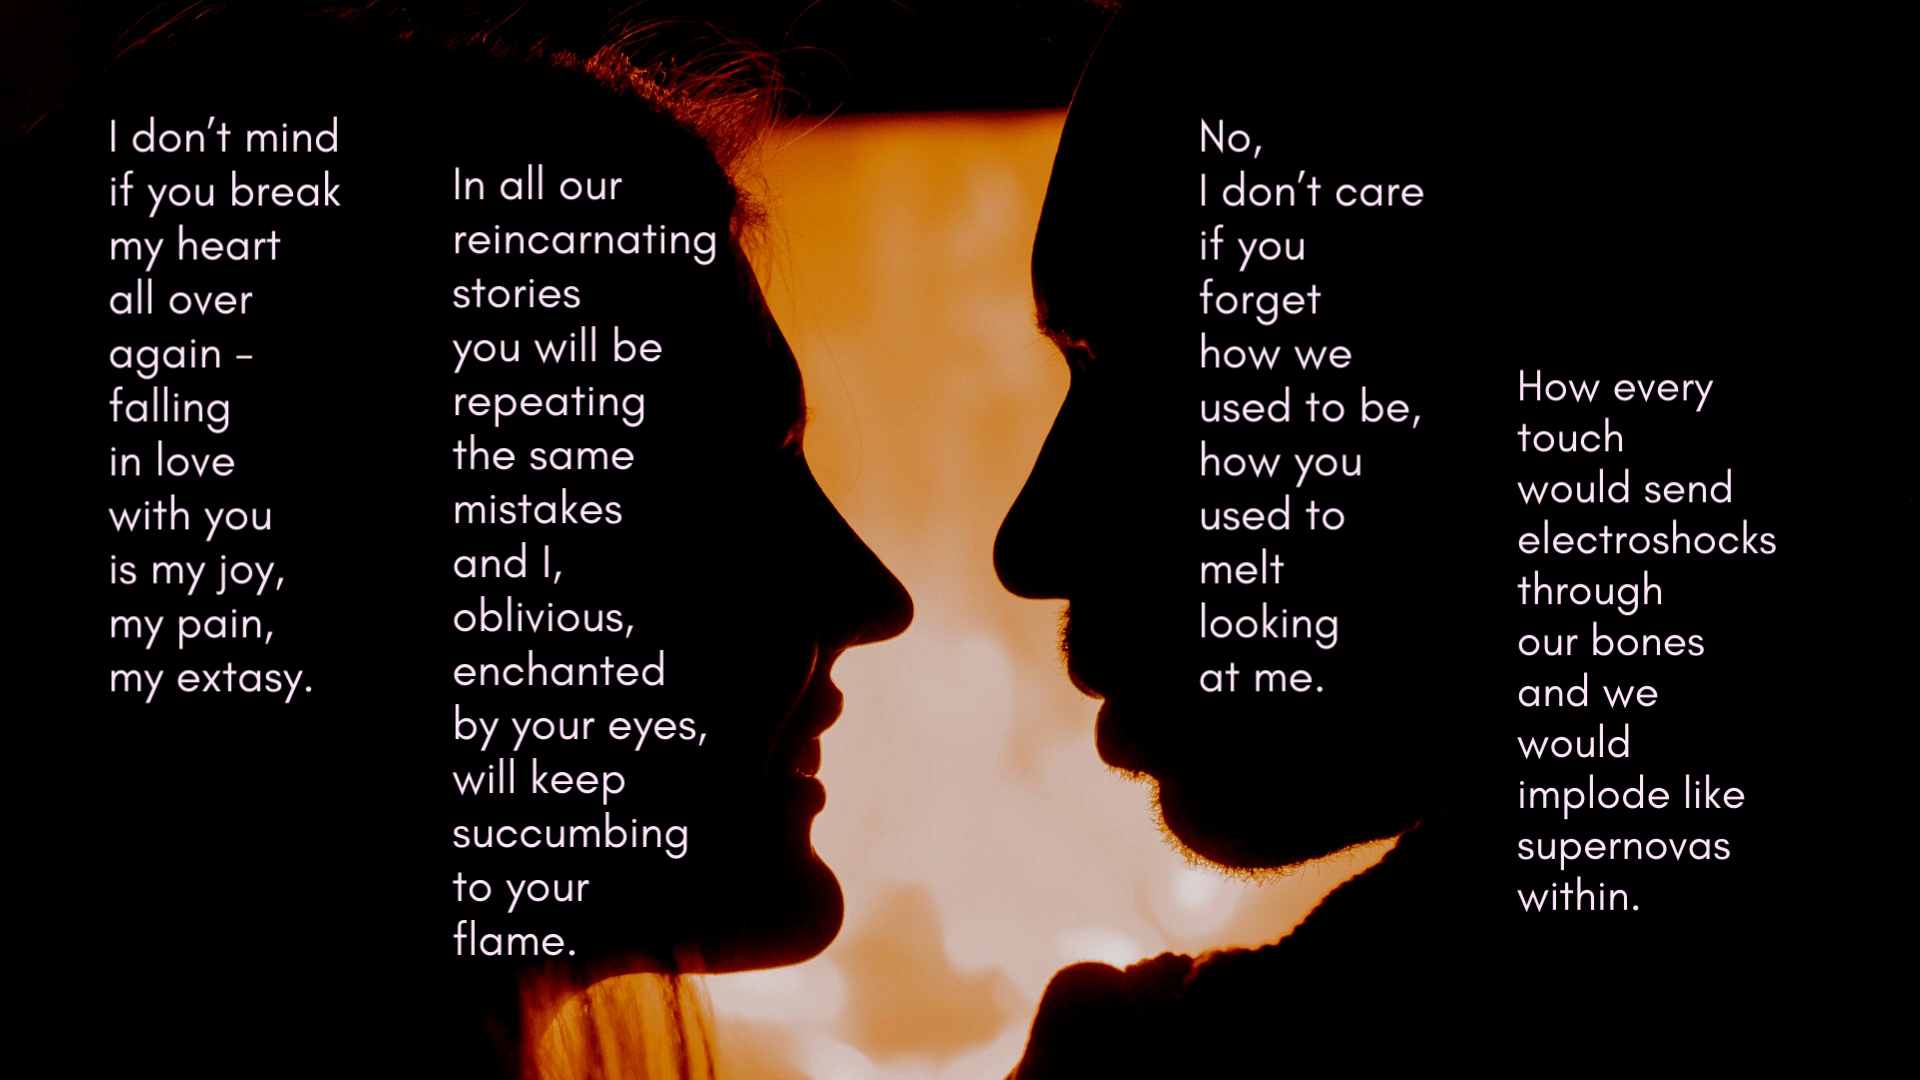 I don't mind
if you break
my heart
all over
again –
falling
in love
with you
is my joy,
my pain,
my extasy.
In all our
reincarnating
stories
you will be
repeating
the same
mistakes
and I,
oblivious,
enchanted
by your eyes,
will keep
succumbing
to your
flame.
No,
I don't care
if you
forget
how we
used to be,
how you
used to
melt
looking
at me.
How every
touch
would send
electroshocks
through
our bones
and we
would
implode like
supernovas
within.